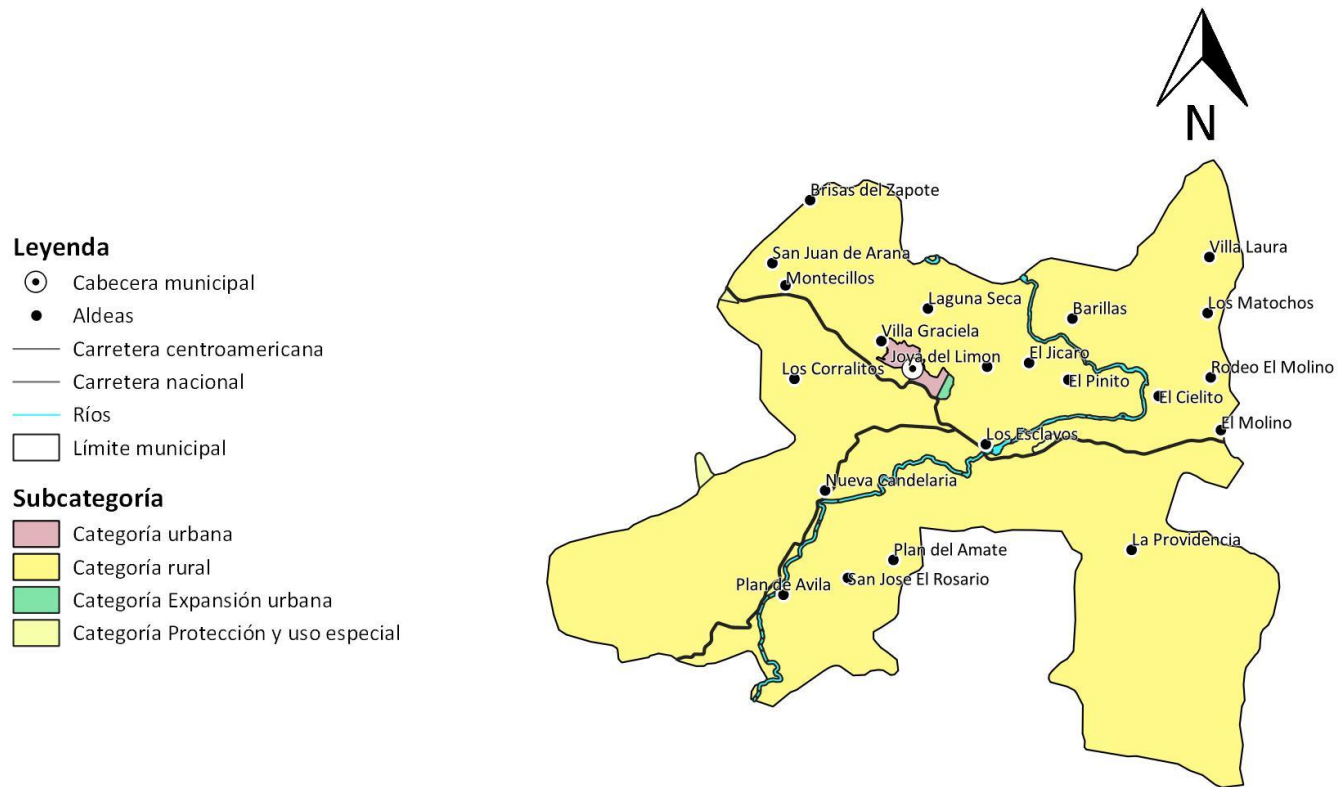 N
Leyenda
Cabecera municipal
Aldeas
Carretera centroamericana
Carretera nacional
Ríos
Límite municipal
Subcategoría
Categoría urbana
Categoría rural
Categoría Expansión urbana
Categoría Protección y uso especial
Brisas del Zapote
San Juan de Arana
Villa Laura
Montecillos
Laguna Seca
Los Matochos
Barillas
Villa Graciela
Jova del Limon
El Jicaro
Los Corralitos
Rodeo El Molino
El Pinito
El Cielito
El Molino
Los Esclavos
Nueva Candelaria
La Providencia
Plan del Amate
San Jose El Rosario
Plan de Avila